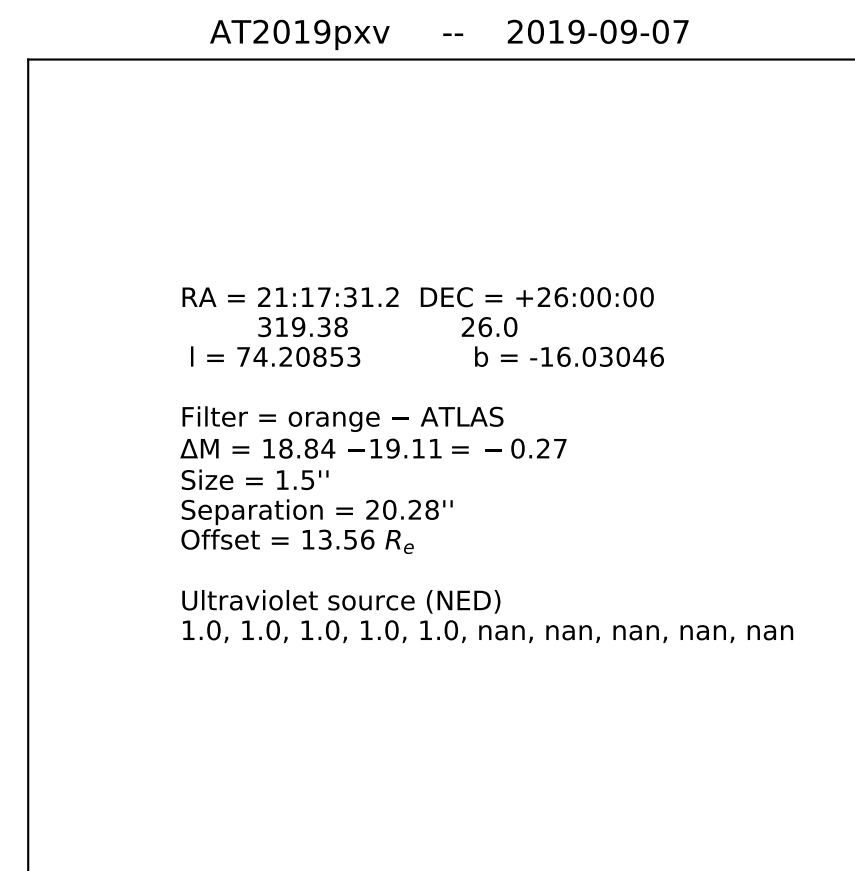 AT2019pxv -- 2019-09-07
RA = 21:17:31.2 DEC = +26:00:00
319.38 26.0
l = 74.20853 b = -16.03046
Filter = orange − ATLAS
ΔM = 18.84 −19.11 = − 0.27
Size = 1.5''
Separation = 20.28''
Offset = 13.56 Re
Ultraviolet source (NED)
1.0, 1.0, 1.0, 1.0, 1.0, nan, nan, nan, nan, nan